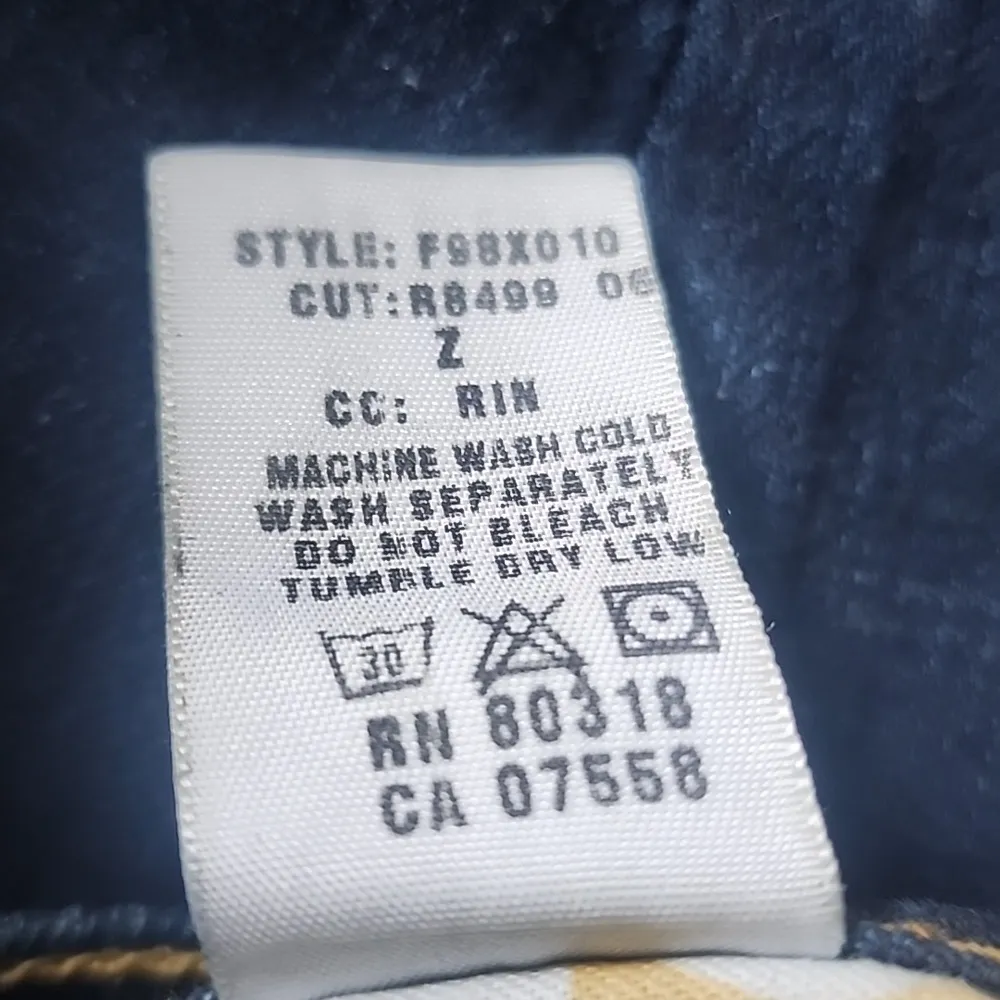 STYLE: F98X010
CUT:R8499
Z
CC: RIN
MACHINE WASH COLD
WASH SEPARATELY
DO NOT BLEACH
TUMBLE DRY LOW
30
RN 80318
CA 07558